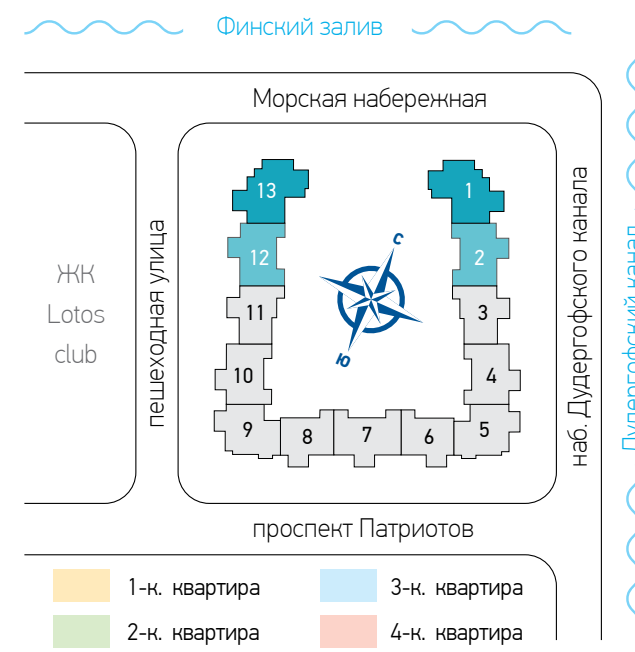 Финский залив
Морская набережная
13
1
С
12
2
ЖК
Lotos
club
пешеходная улица
наб. Дудергофского канала
Дудергофский канал
11
3
Ю
10
4
9
8
7
6
5
проспект Патриотов
1-к. квартира
3-к. квартира
2-к. квартира
4-к. квартира